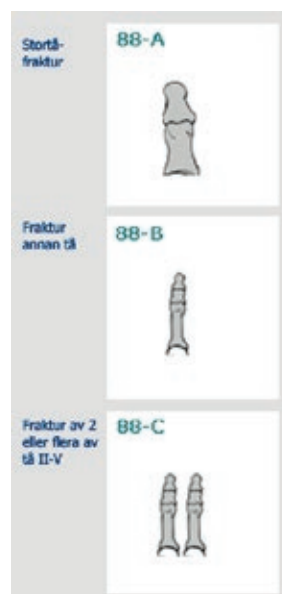 Stortå-
fraktur
88-A
Fraktur
annan tå
88-B
Fraktur av 2
eller flera av
tå II-V
88-C